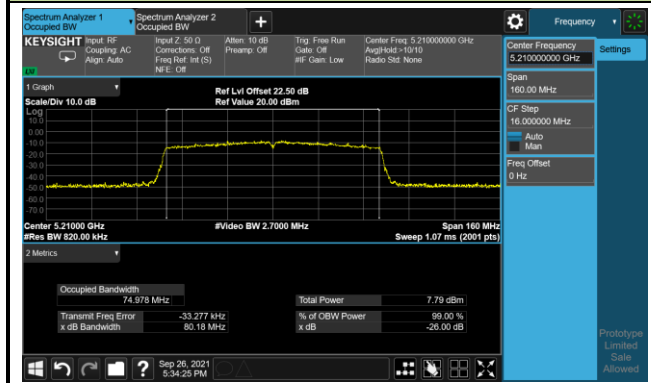 Spectrum Analyzer 1
Occupied BW
Spectrum Analyzer 2
Occupied BW
+
Frequency
KEYSIGHT
Input: RF
Coupling: AC
Align: Auto
Input Z: 50 Ω
Corrections: Off
Freq Ref: Int (S)
NFE: Off
Atten: 10 dB
Preamp: Off
Trig: Free Run
Gate: Off
#IF Gain: Low
Center Freq: 5.210000000 GHz
Avg|Hold:>10/10
Radio Std: None
Center Frequency
5.210000000 GHz
Settings
Span
160.00 MHz
CF Step
16.000000 MHz
Auto
Man
Freq Offset
0 Hz
1 Graph
Ref Lvl Offset 22.50 dB
Scale/Div 10.0 dB
Ref Value 20.00 dBm
Log
10.0
0.00
-10.0
-20.0
-30.0
-40.0
-50.0
-60.0
-70.0
Center 5.21000 GHz
#Video BW 2.7000 MHz
Span 160 MHz
#Res BW 820.00 kHz
Sweep 1.07 ms (2001 pts)
2 Metrics
Occupied Bandwidth
74.978 MHz
Total Power 7.79 dBm
Transmit Freq Error -33.277 kHz
% of OBW Power 99.00 %
x dB Bandwidth 80.18 MHz
x dB -26.00 dB
Prototype
Limited
Sale
Allowed
?
Sep 26, 2021
5:34:25 PM